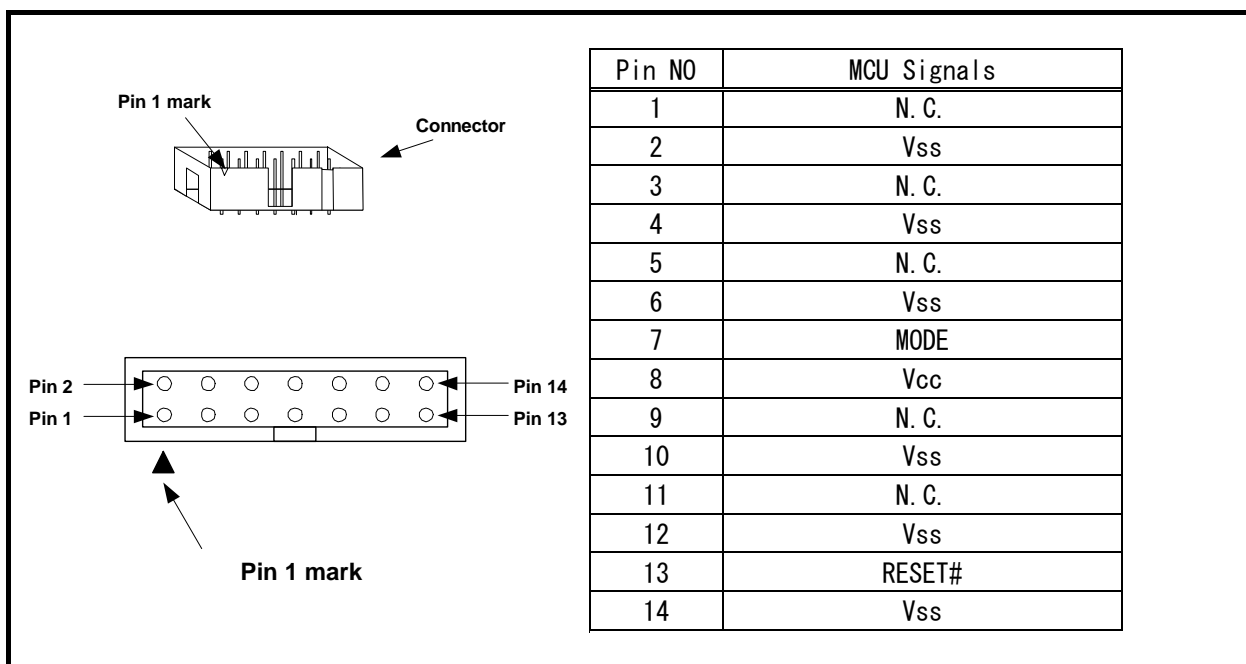 Pin 1 mark
Connector
Pin 2
Pin 14
Pin 1
Pin 13
Pin 1 mark
Pin NO MCU Signals
1 N.C.
2 Vss
3 N.C.
4 Vss
5 N.C.
6 Vss
7 MODE
8 Vcc
9 N.C.
10 Vss
11 N.C.
12 Vss
13 RESET#
14 Vss